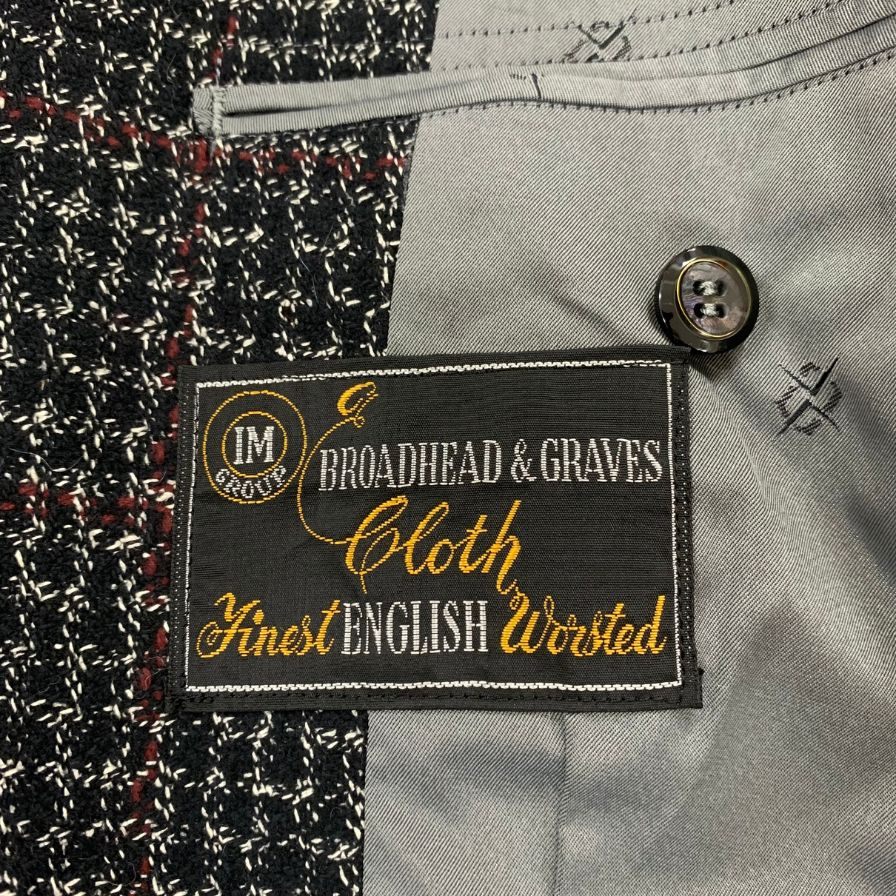 IM
GROUP
BROADHEAD & GRAVES
Cloth
Finest ENGLISH Worsted